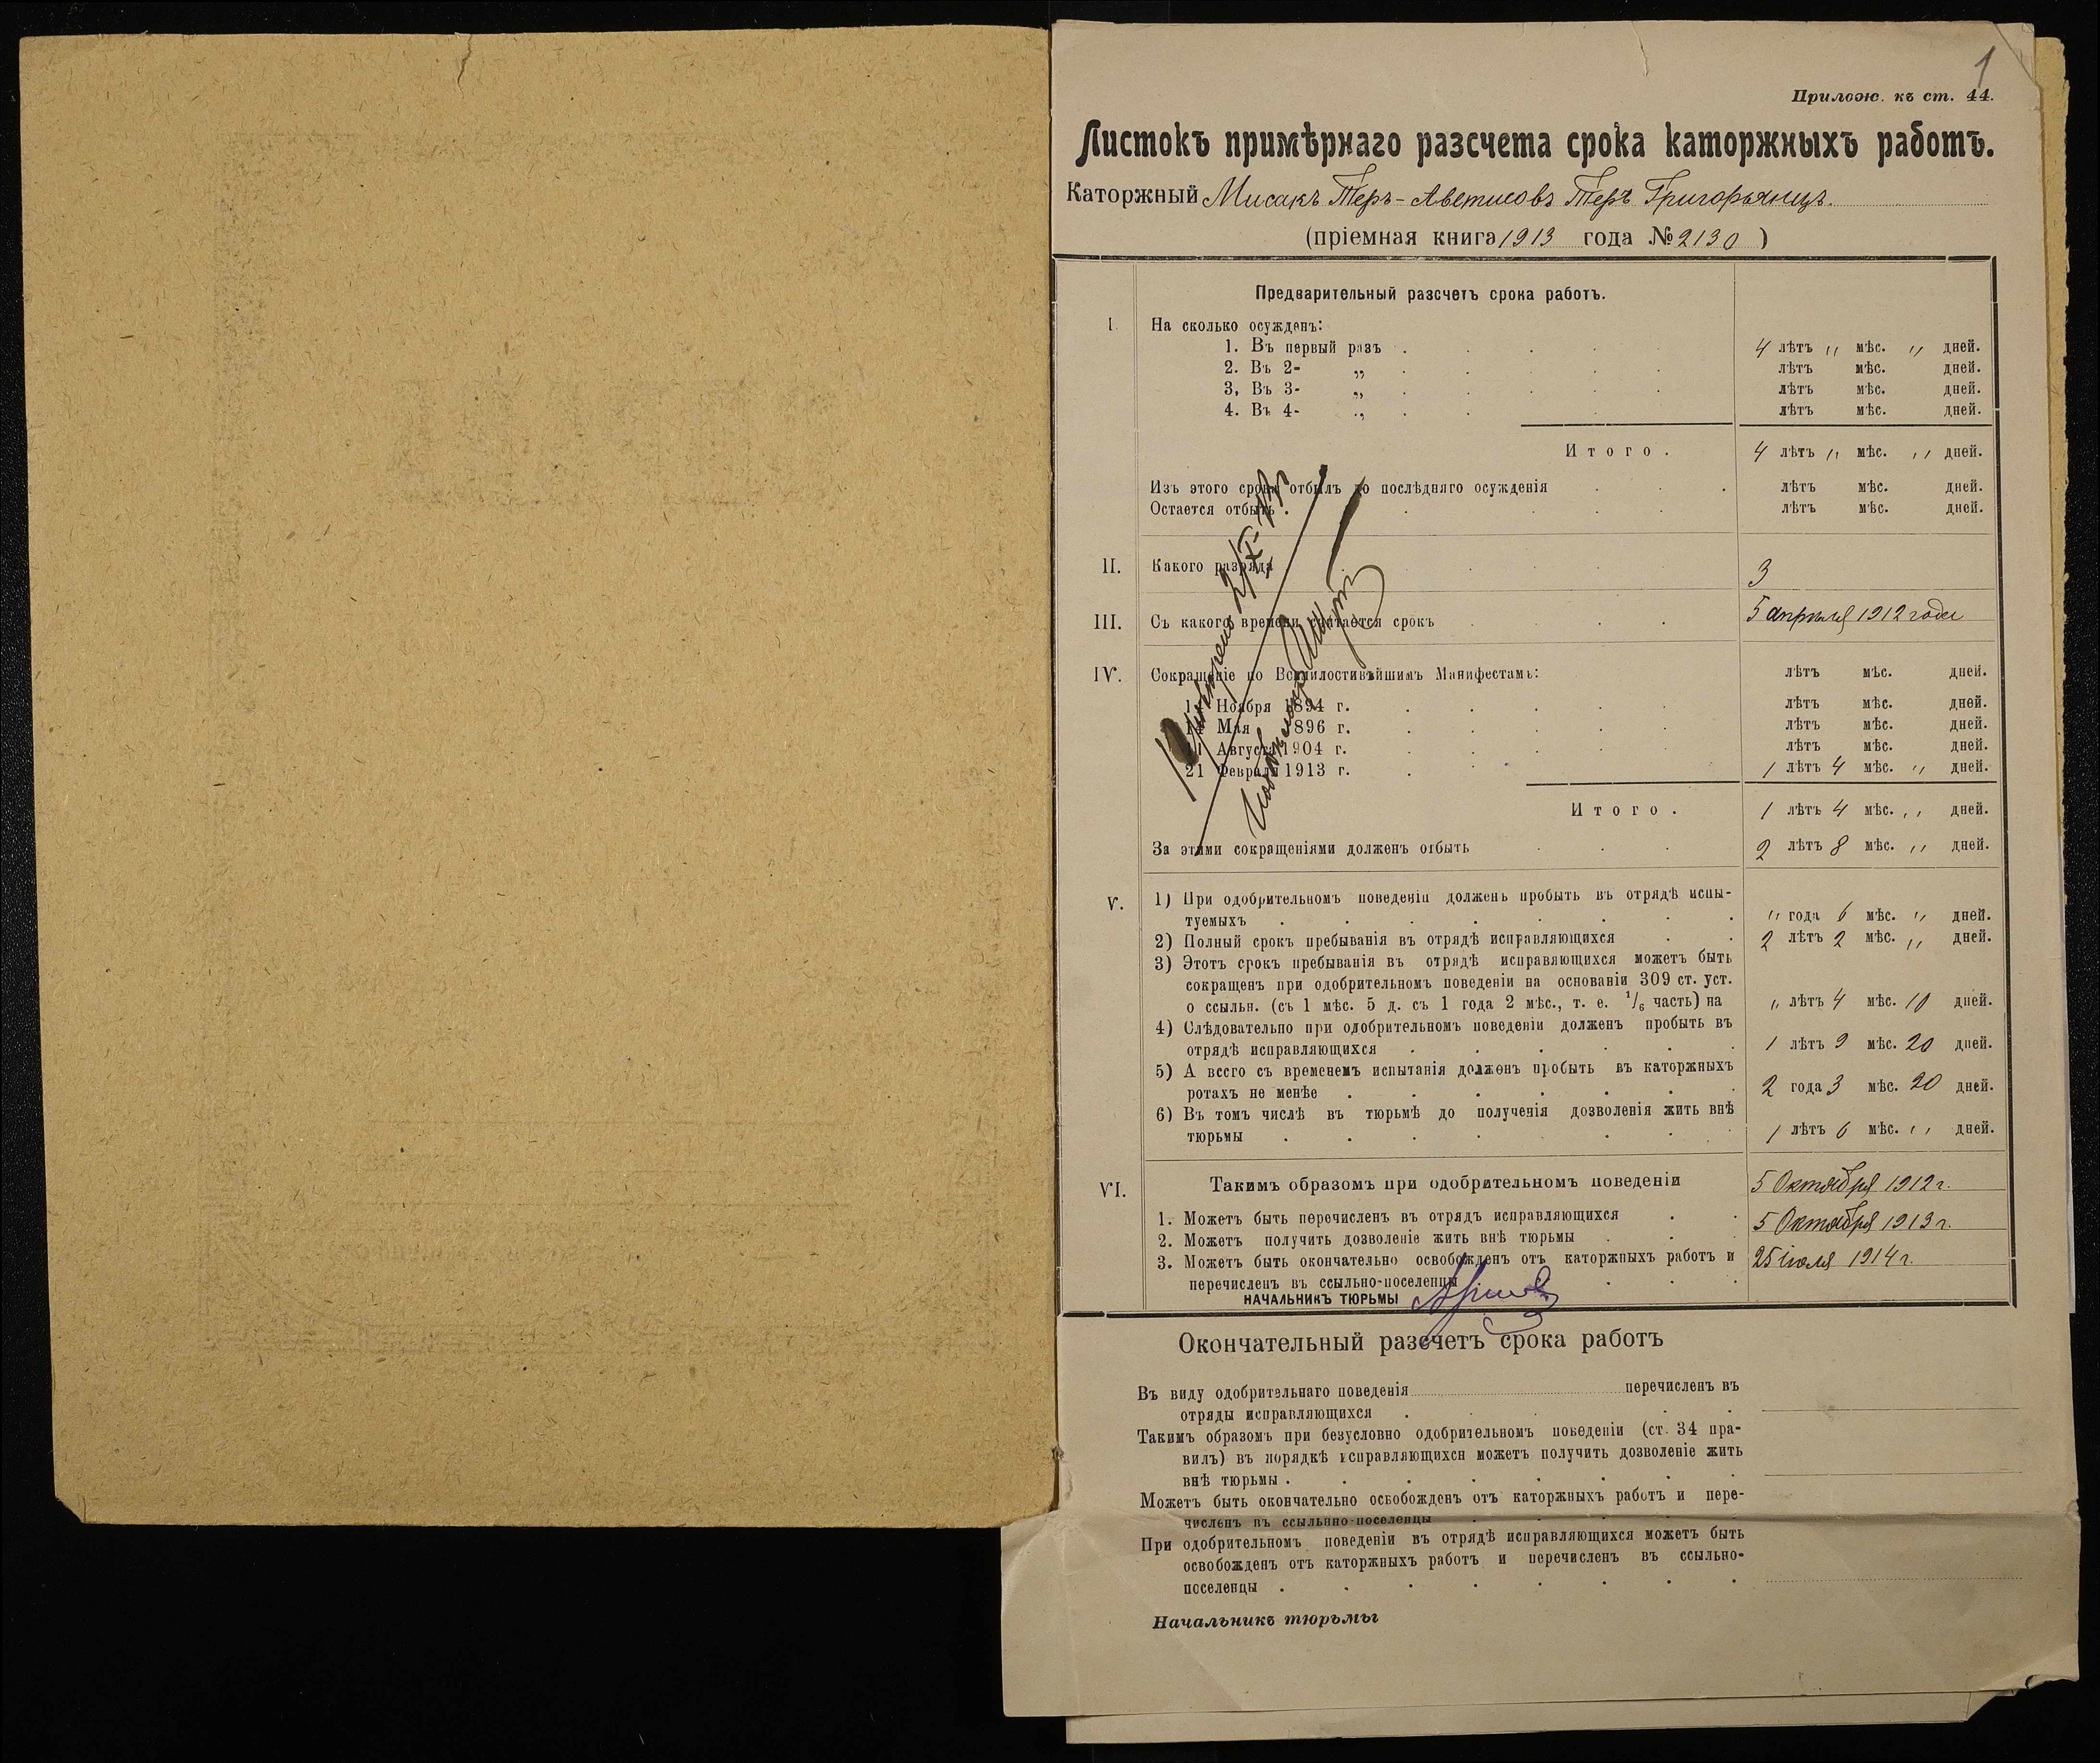 1
Прилож. къ ст. 44.
Листокъ примѣрнаго разсчета срока каторжныхъ работъ.
Каторжный Мисакъ Теръ-Аветисовъ Теръ Григорьянцъ.
(пріемная книга 1913 года № 2130)
Предварительный разсчетъ срока работъ.
I. На сколько осужденъ:
1. Въ первый разъ . 4 лѣтъ „ мѣс. „ дней.
2. Въ 2- „ . лѣтъ мѣс. дней.
3, Въ 3- „ . лѣтъ мѣс. дней.
4. Въ 4- „ . лѣтъ мѣс. дней.
Итого. 4 лѣтъ „ мѣс. „ дней.
Изъ этого срока отбылъ до послѣдняго осужденія лѣтъ мѣс. дней.
Остается отбыть . лѣтъ мѣс. дней.
II. Какого разряда 3
III. Съ какого времени считается срокъ 5 апрѣля 1912 года
IV. Сокращеніе по Всемилостивѣйшимъ Манифестамъ: лѣтъ мѣс. дней.
14 Ноября 1894 г. лѣтъ мѣс. дней.
14 Мая 1896 г. лѣтъ мѣс. дней.
11 Августа 1904 г. лѣтъ мѣс. дней.
21 Февраля 1913 г. 1 лѣтъ 4 мѣс. „ дней.
Итого. 1 лѣтъ 4 мѣс. „ дней.
За этими сокращеніями долженъ отбыть 2 лѣтъ 8 мѣс. „ дней.
V. 1) При одобрительномъ поведеніи долженъ пробыть въ отрядѣ испы-
туемыхъ . „ года 6 мѣс. „ дней.
2) Полный срокъ пребыванія въ отрядѣ исправляющихся 2 лѣтъ 2 мѣс. „ дней.
3) Этотъ срокъ пребыванія въ отрядѣ исправяющихся можетъ быть
сокращенъ при одобрительномъ поведеніи на основаніи 309 ст. уст.
о ссыльн. (съ 1 мѣс. 5 д. съ 1 года 2 мѣс., т. е. 1/6 часть) на „ лѣтъ 4 мѣс. 10 дней.
4) Слѣдовательно при одобрительномъ поведеніи долженъ пробыть въ
отрядѣ исправляющихся . 1 лѣтъ 9 мѣс. 20 дней.
5) А всего съ временемъ испытанія долженъ пробыть въ каторжныхъ
ротахъ не менѣе . 2 года 3 мѣс. 20 дней.
6) Въ томъ числѣ въ тюрьмѣ до полученія дозволенія жить внѣ
тюрьмы . 1 лѣтъ 6 мѣс. „ дней.
VI. Такимъ образомъ при одобрительномъ поведеніи
1. Можетъ быть перечисленъ въ отрядъ исправляющихся . 5 Октября 1912 г.
2. Можетъ получить дозволеніе жить внѣ тюрьмы . 5 Октября 1913 г.
3. Можетъ быть окончательно освобожденъ отъ каторжныхъ работъ и 25 іюля 1914 г.
перечисленъ въ ссыльно-поселенцы
НАЧАЛЬНИКЪ ТЮРЬМЫ
Окончательный разсчетъ срока работъ
Въ виду одобрительнаго поведенія перечисленъ въ
отряды исправляющихся .
Такимъ образомъ при безусловно одобрительномъ поведеніи (ст. 34 пра-
вилъ) въ порядкѣ исправляющихся можетъ получить дозволеніе жить
внѣ тюрьмы .
Можетъ быть окончательно освобожденъ отъ каторжныхъ работъ и пере-
численъ въ ссыльнно-поселенцы
При одобрительномъ поведеніи въ отрядѣ исправляющихся можетъ быть
освобожденъ отъ каторжныхъ работъ и перечисленъ въ ссыльно-
поселенцы .
Начальникъ тюрьмы